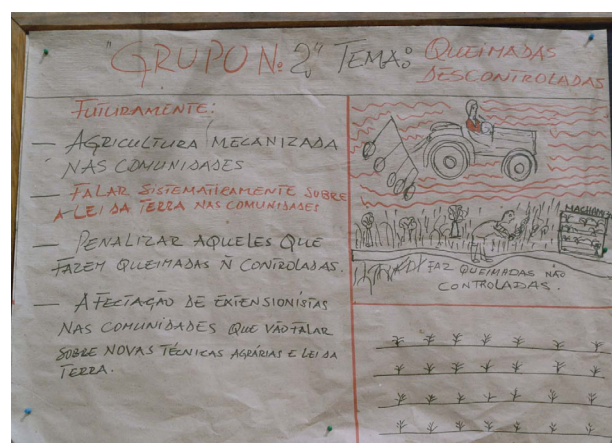 "GRUPO Nº 2" TEMA: QUEIMADAS
DESCONTROLADAS
FUTURAMENTE:
— AGRICULTURA MECANIZADA
NAS COMUNIDADES
— FALAR SISTEMATICAMENTE SOBRE
A LEI DA TERRA NAS COMUNIDADES
— PENALIZAR AQUELES QUE
FAZEM QUEIMADAS Ñ CONTROLADAS.
— AFECTAÇÃO DE EXTENSIONISTAS
NAS COMUNIDADES QUE VÃO FALAR
SOBRE NOVAS TÉCNICAS AGRÁRIAS E LEI DA
TERRA.
FAZ QUEIMADAS NÃO
CONTROLADAS.